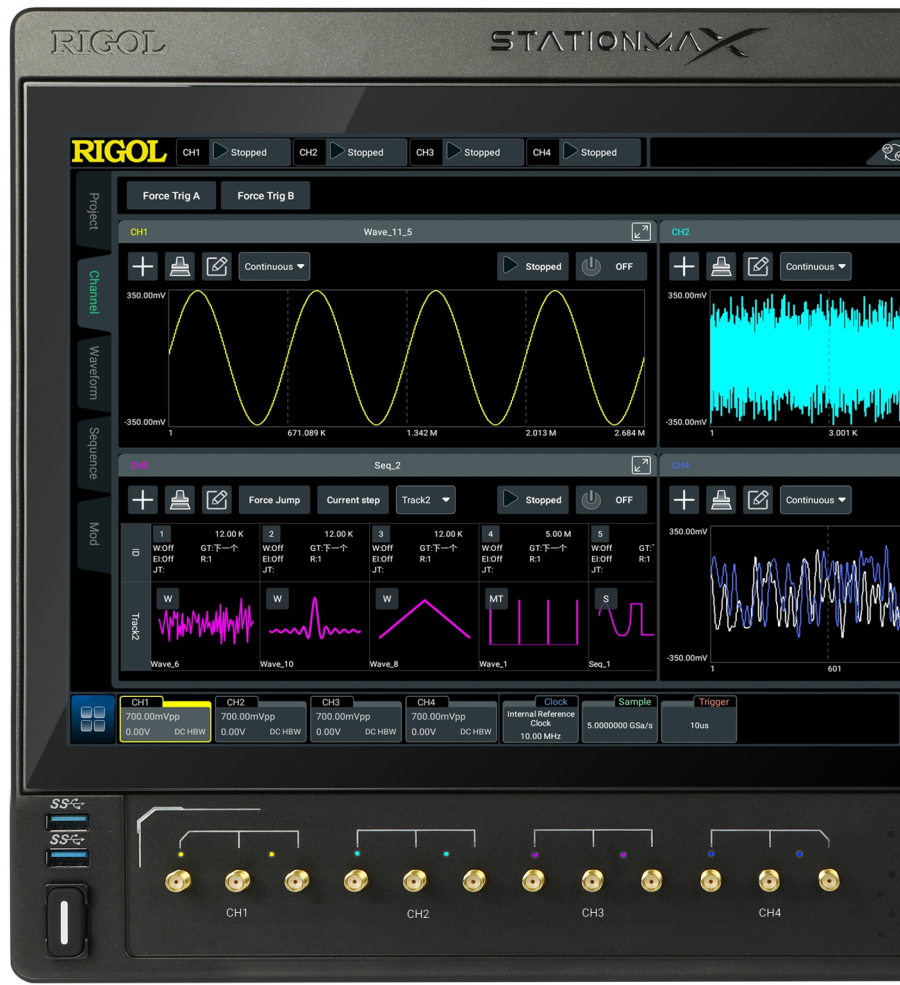 RIGOL STATIONMAX
RIGOL CH1 Stopped CH2 Stopped CH3 Stopped CH4 Stopped
Project
Channel
Waveform
Sequence
Mod
Force Trig A Force Trig B
CH1 Wave_11_5
Continuous Stopped OFF
350.00mV
-350.00mV
1 671.089 K 1.342 M 2.013 M 2.684 M
CH2
Continuous
350.00mV
-350.00mV
1 3.001 K
CH3 Seq_2
Force Jump Current step Track2 Stopped OFF
ID
1 12.00 K
W:Off GT:下一个
EI:Off R:1
JT:
2 12.00 K
W:Off GT:下一个
EI:Off R:1
JT:
3 12.00 K
W:Off GT:下一个
EI:Off R:1
JT:
4 5.00 M
W:Off GT:下一个
EI:Off R:1
JT:
5
W:Off GT:
EI:Off R:1
JT:
Track2
W W W MT S
Wave_6 Wave_10 Wave_8 Wave_1 Seq_1
CH4
Continuous
350.00mV
-350.00mV
1 601
CH1
700.00mVpp
0.00V DC HBW
CH2
700.00mVpp
0.00V DC HBW
CH3
700.00mVpp
0.00V DC HBW
CH4
700.00mVpp
0.00V DC HBW
Clock
Internal Reference
Clock
10.00 MHz
Sample
5.0000000 GSa/s
Trigger
10us
SS
SS
CH1 CH2 CH3 CH4